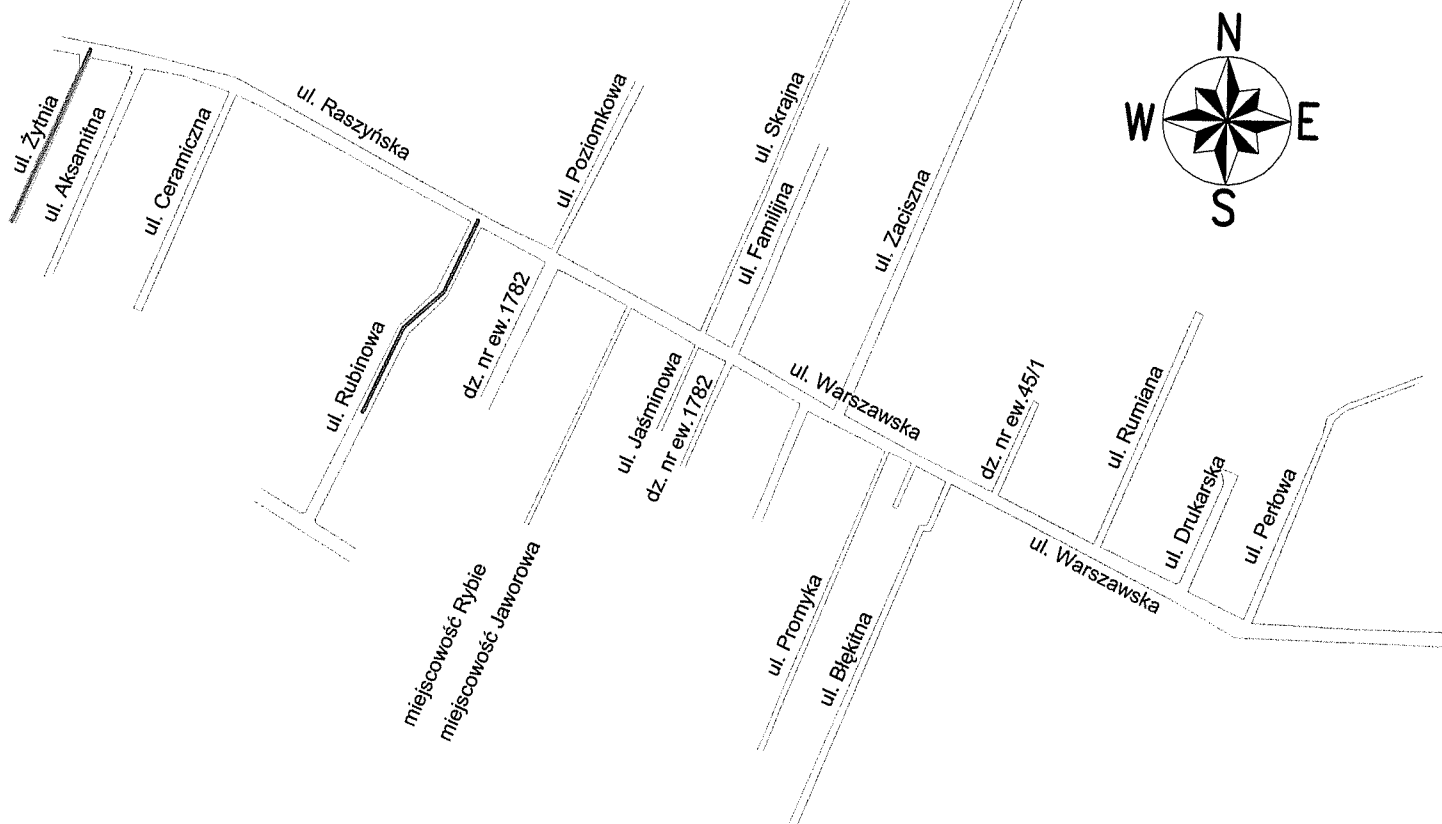 N
W
E
S
ul. Żytnia
ul. Aksamitna
ul. Ceramiczna
ul. Raszyńska
ul. Poziomkowa
ul. Skrajna
ul. Familijna
ul. Zaciszna
ul. Rubinowa
dz. nr ew.1782
ul. Jaśminowa
dz. nr ew.1782
ul. Warszawska
dz. nr ew.45/1
ul. Rumiana
ul. Drukarska
ul. Perłowa
ul. Warszawska
miejscowość Rybie
miejscowość Jaworowa
ul. Promyka
ul. Błękitna